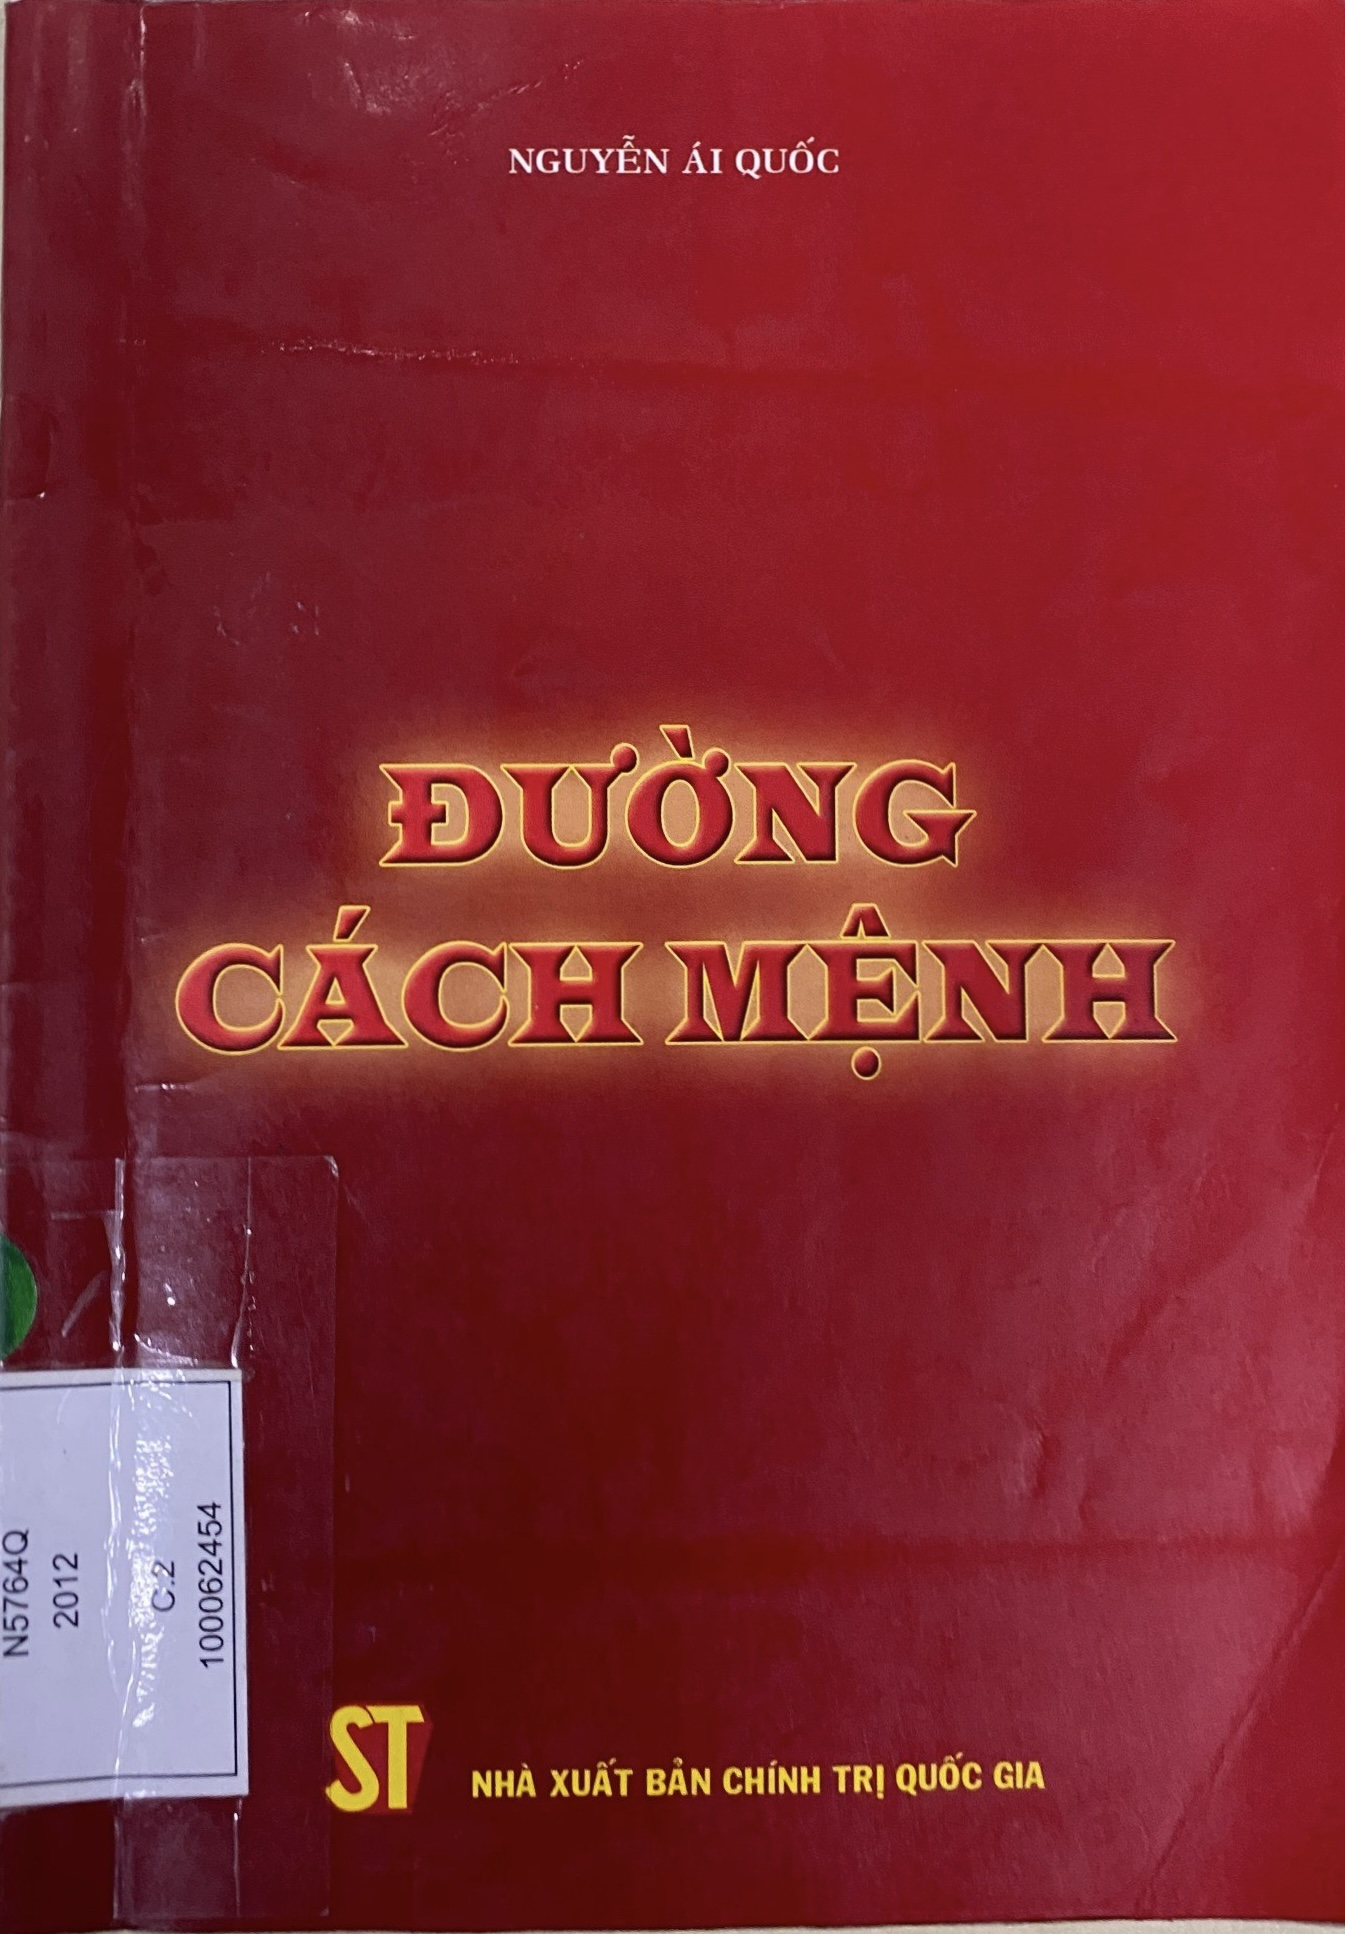 NGUYỄN ÁI QUỐC
ĐƯỜNG
CÁCH MỆNH
N5764Q
2012
C.2
100062454
ST
NHÀ XUẤT BẢN CHÍNH TRỊ QUỐC GIA